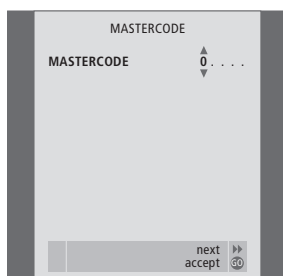 MASTERCODE
MASTERCODE 0 . . . .
next
accept GO